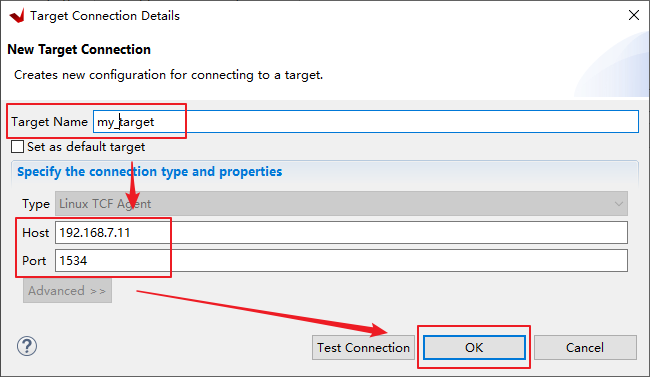 Target Connection Details
New Target Connection
Creates new configuration for connecting to a target.
Target Name my_target
Set as default target
Specify the connection type and properties
Type Linux TCF Agent
Host 192.168.7.11
Port 1534
Advanced >>
? Test Connection OK Cancel